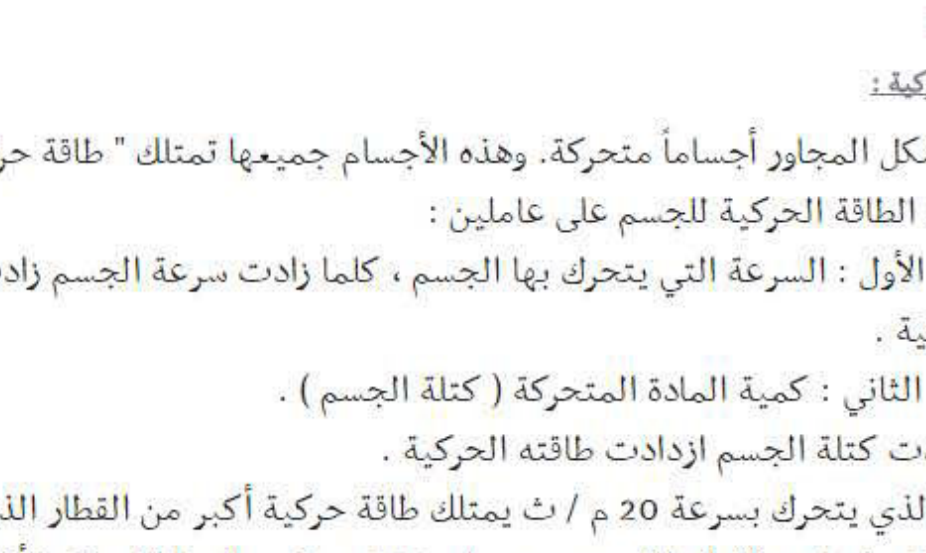 كية :
كل المجاور أجساماً متحركة. وهذه الأجسام جميعها تمتلك " طاقة حر
الطاقة الحركية للجسم على عاملين :
الأول : السرعة التي يتحرك بها الجسم ، كلما زادت سرعة الجسم زاد
ية .
الثاني : كمية المادة المتحركة ( كتلة الجسم ) .
ت كتلة الجسم ازدادت طاقته الحركية .
لذي يتحرك بسرعة 20 م / ث يمتلك طاقة حركية أكبر من القطار الذ